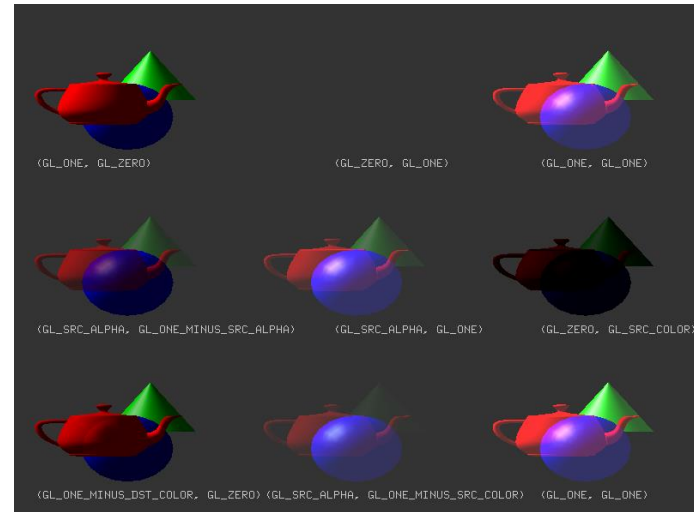 (GL_ONE, GL_ZERO)
(GL_ZERO, GL_ONE)
(GL_ONE, GL_ONE)
(GL_SRC_ALPHA, GL_ONE_MINUS_SRC_ALPHA)
(GL_SRC_ALPHA, GL_ONE)
(GL_ZERO, GL_SRC_COLOR)
(GL_ONE_MINUS_DST_COLOR, GL_ZERO)
(GL_SRC_ALPHA, GL_ONE_MINUS_SRC_COLOR)
(GL_ONE, GL_ONE)